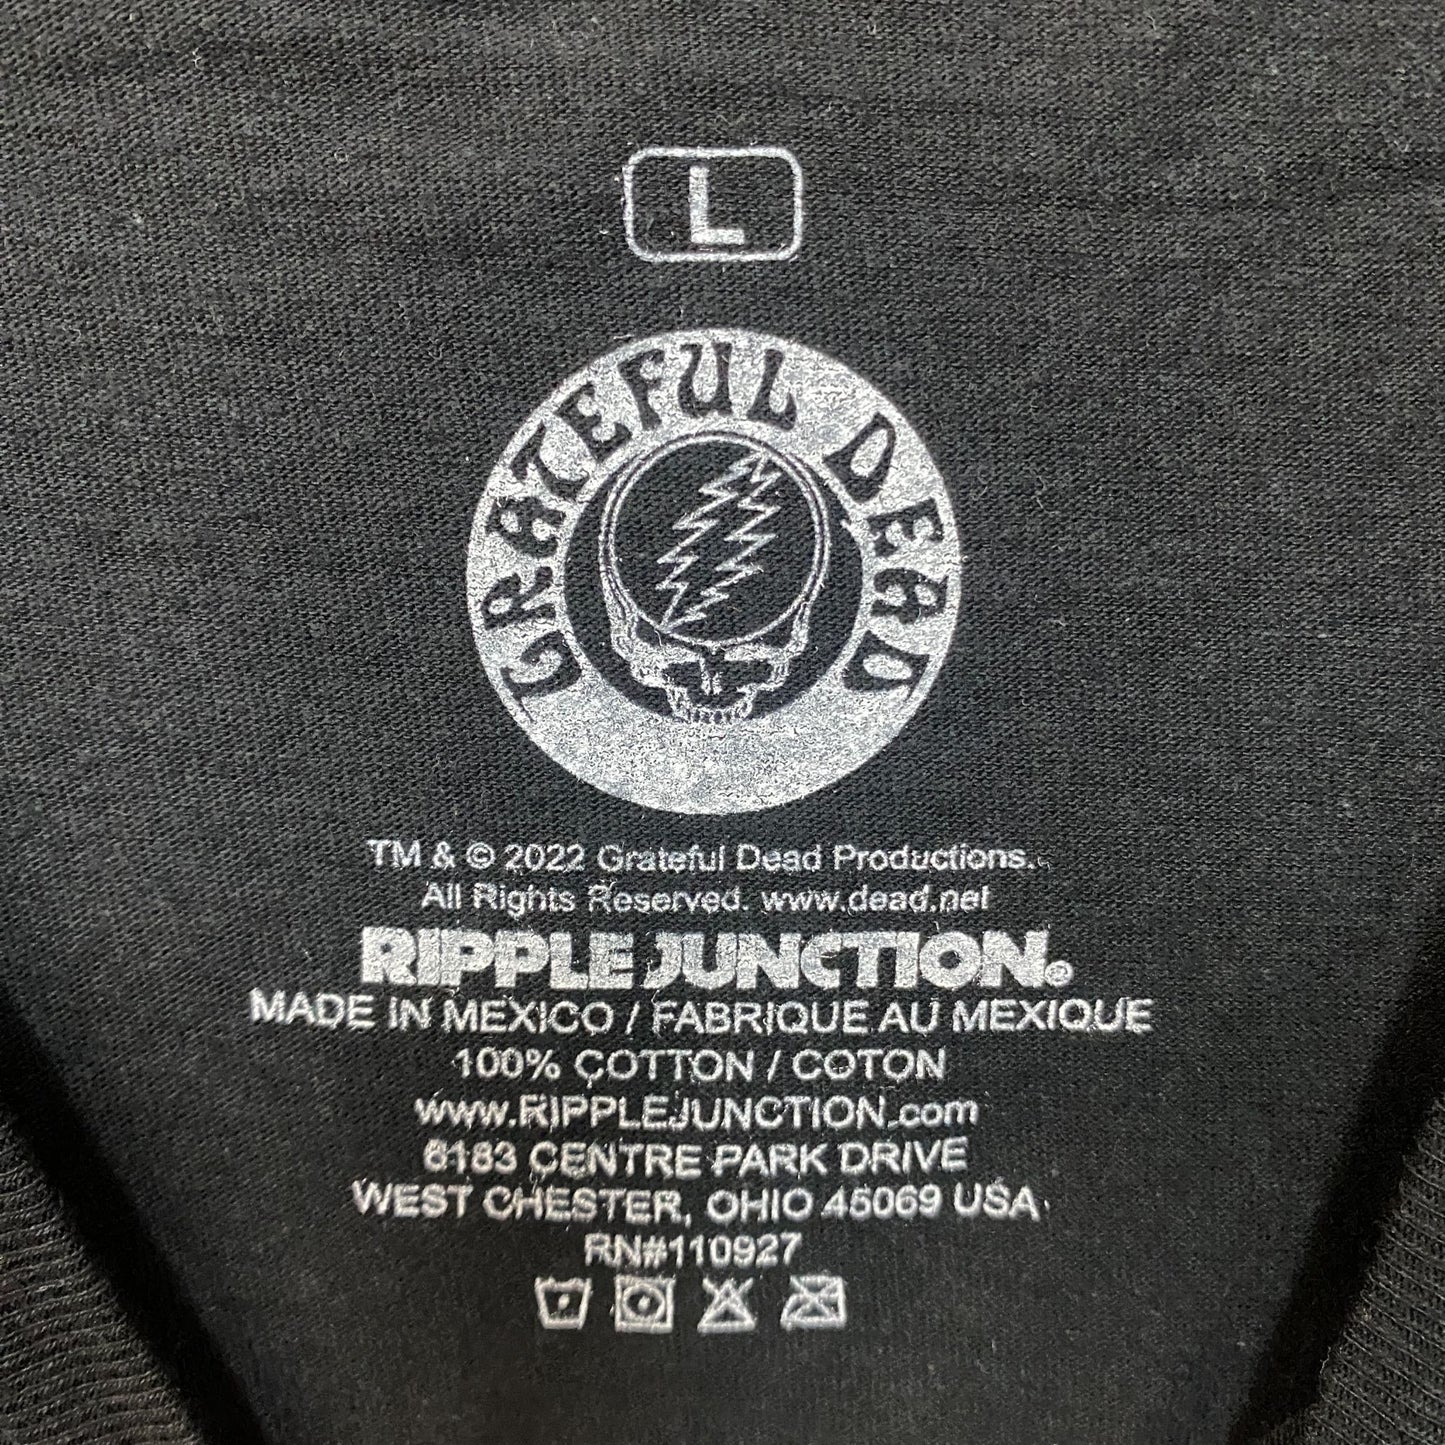 L
GRATEFUL DEAD
TM & © 2022 Grateful Dead Productions.
All Rights Reserved. www.dead.net
RIPPLE JUNCTION®
MADE IN MEXICO / FABRIQUE AU MEXIQUE
100% COTTON / COTON
www.RIPPLEJUNCTION.com
6183 CENTRE PARK DRIVE
WEST CHESTER, OHIO 45069 USA
RN#110927